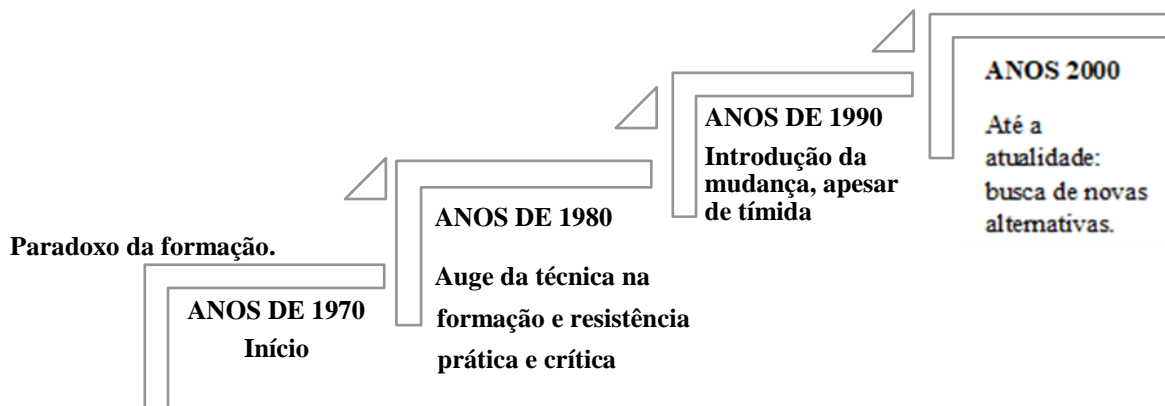 Paradoxo da formação.
ANOS DE 1970
Início
ANOS DE 1980
Auge da técnica na
formação e resistência
prática e crítica
ANOS DE 1990
Introdução da
mudança, apesar
de tímida
ANOS 2000
Até a
atualidade:
busca de novas
alternativas.